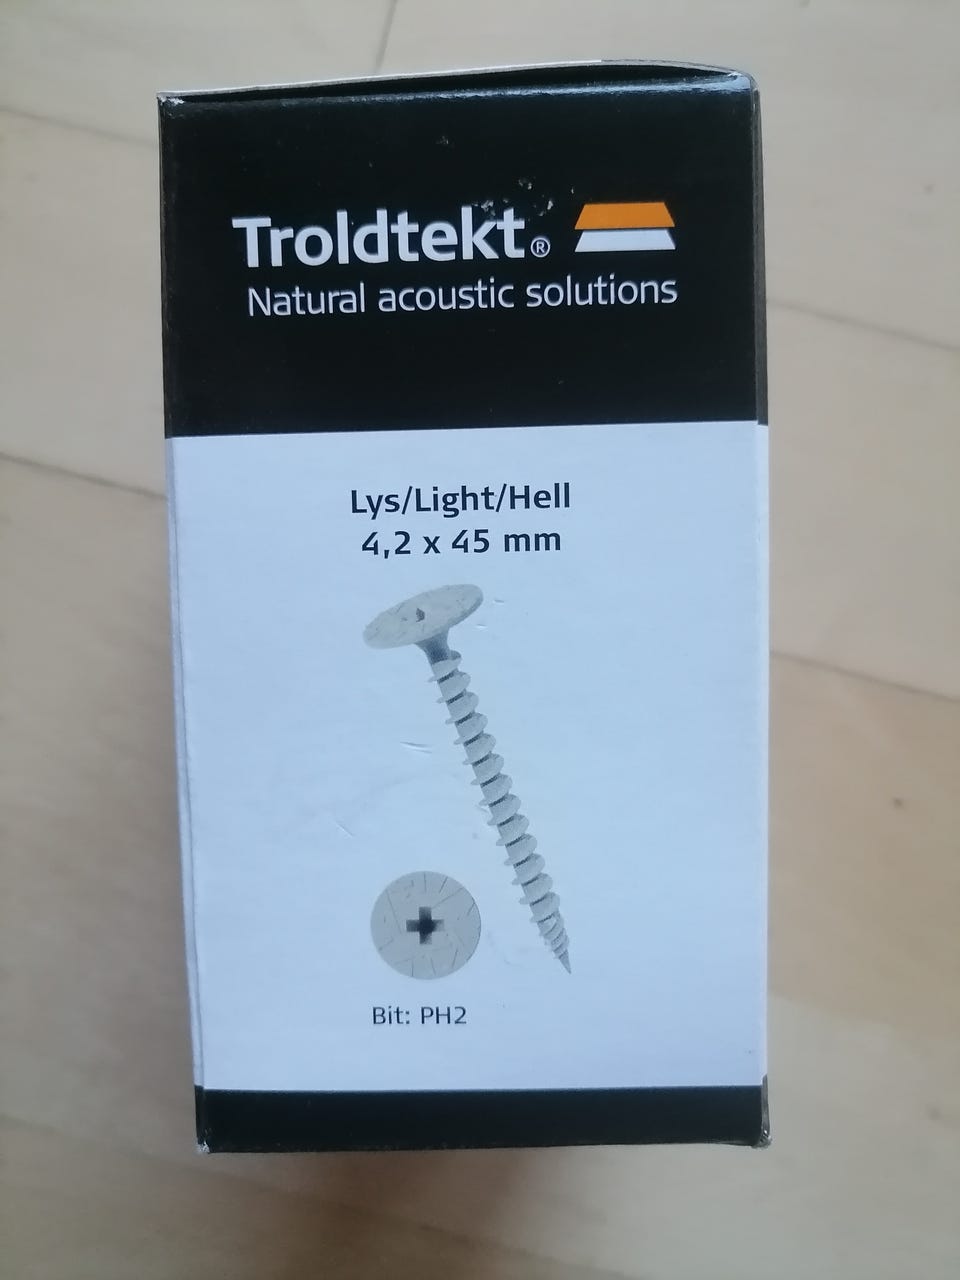 Troldtekt®
Natural acoustic solutions
Lys/Light/Hell
4,2 x 45 mm
Bit: PH2